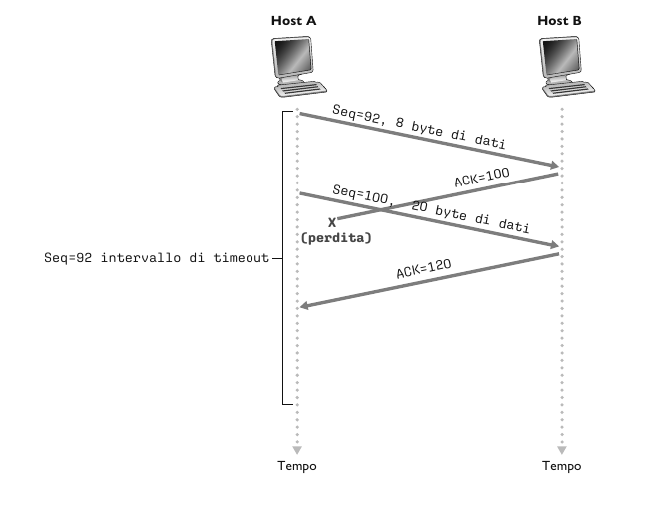 Host A
Host B
Seq=92, 8 byte di dati
ACK=100
Seq=100, 20 byte di dati
X
(perdita)
Seq=92 intervallo di timeout
ACK=120
Tempo
Tempo